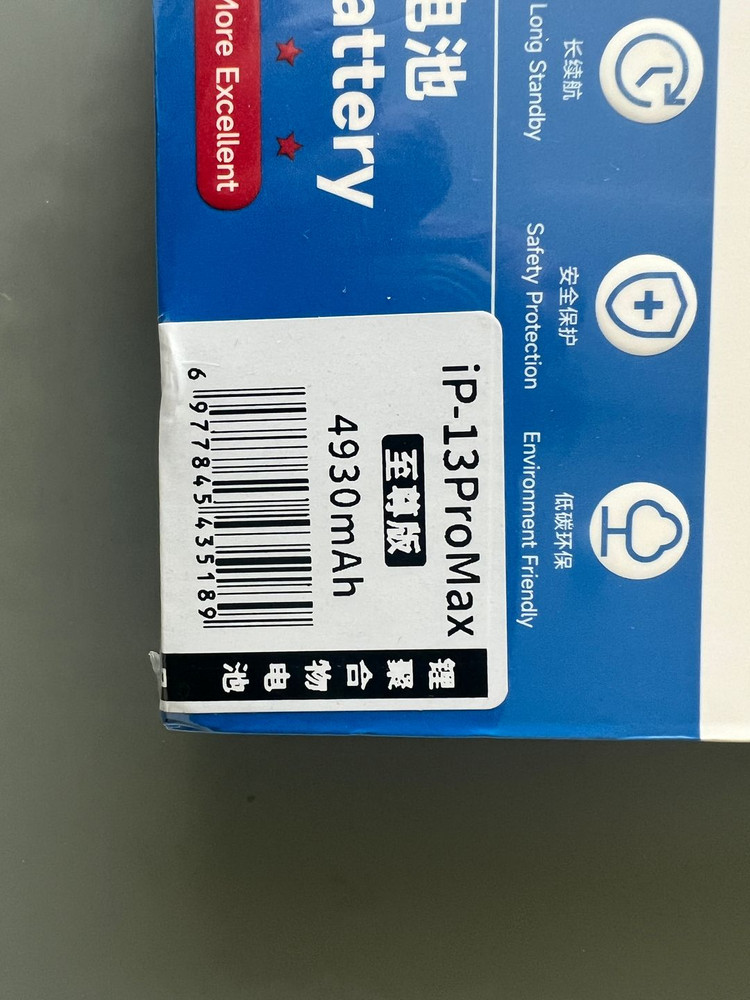 长续航
Long Standby
安全保护
Safety Protection
低碳环保
Environment Friendly
电池
attery
More Excellent
iP-13ProMax
至尊版
4930mAh
6 977845 435189
锂聚合物电池